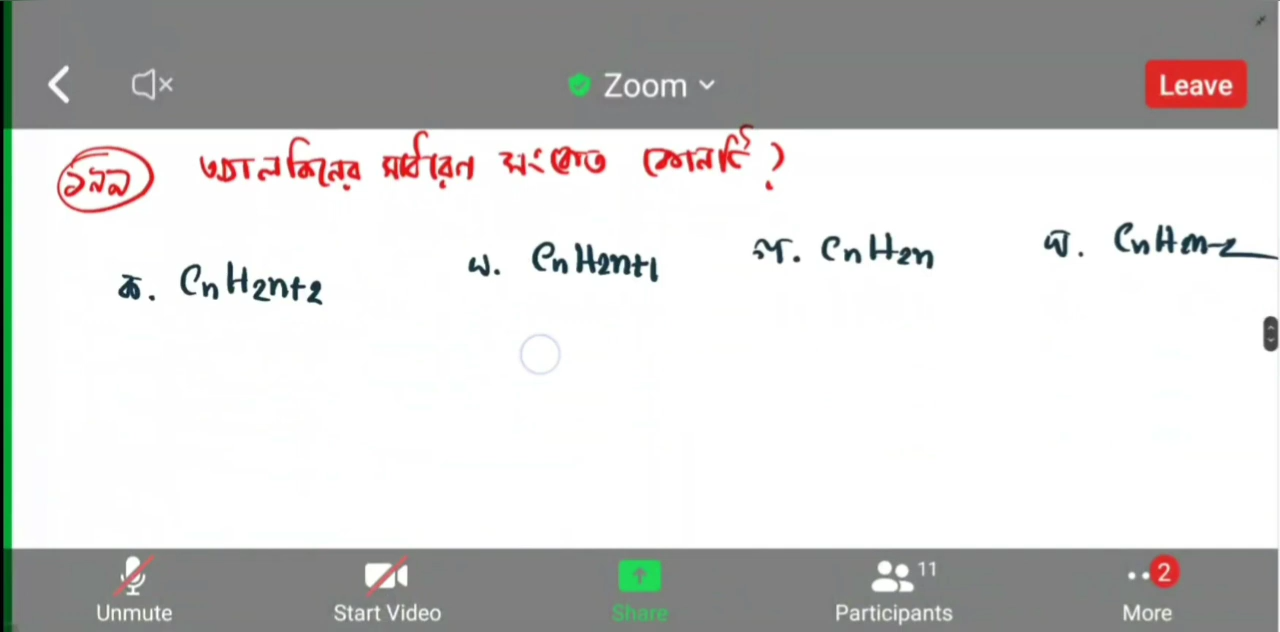 Zoom
Leave
১৯৯ অ্যালকিনের সাধারণ সংকেত কোনটি?
ক. CnH2n+2 খ. CnH2n+1 গ. CnH2n ঘ. CnH2n-2
Unmute Start Video Share Participants 11 More 2